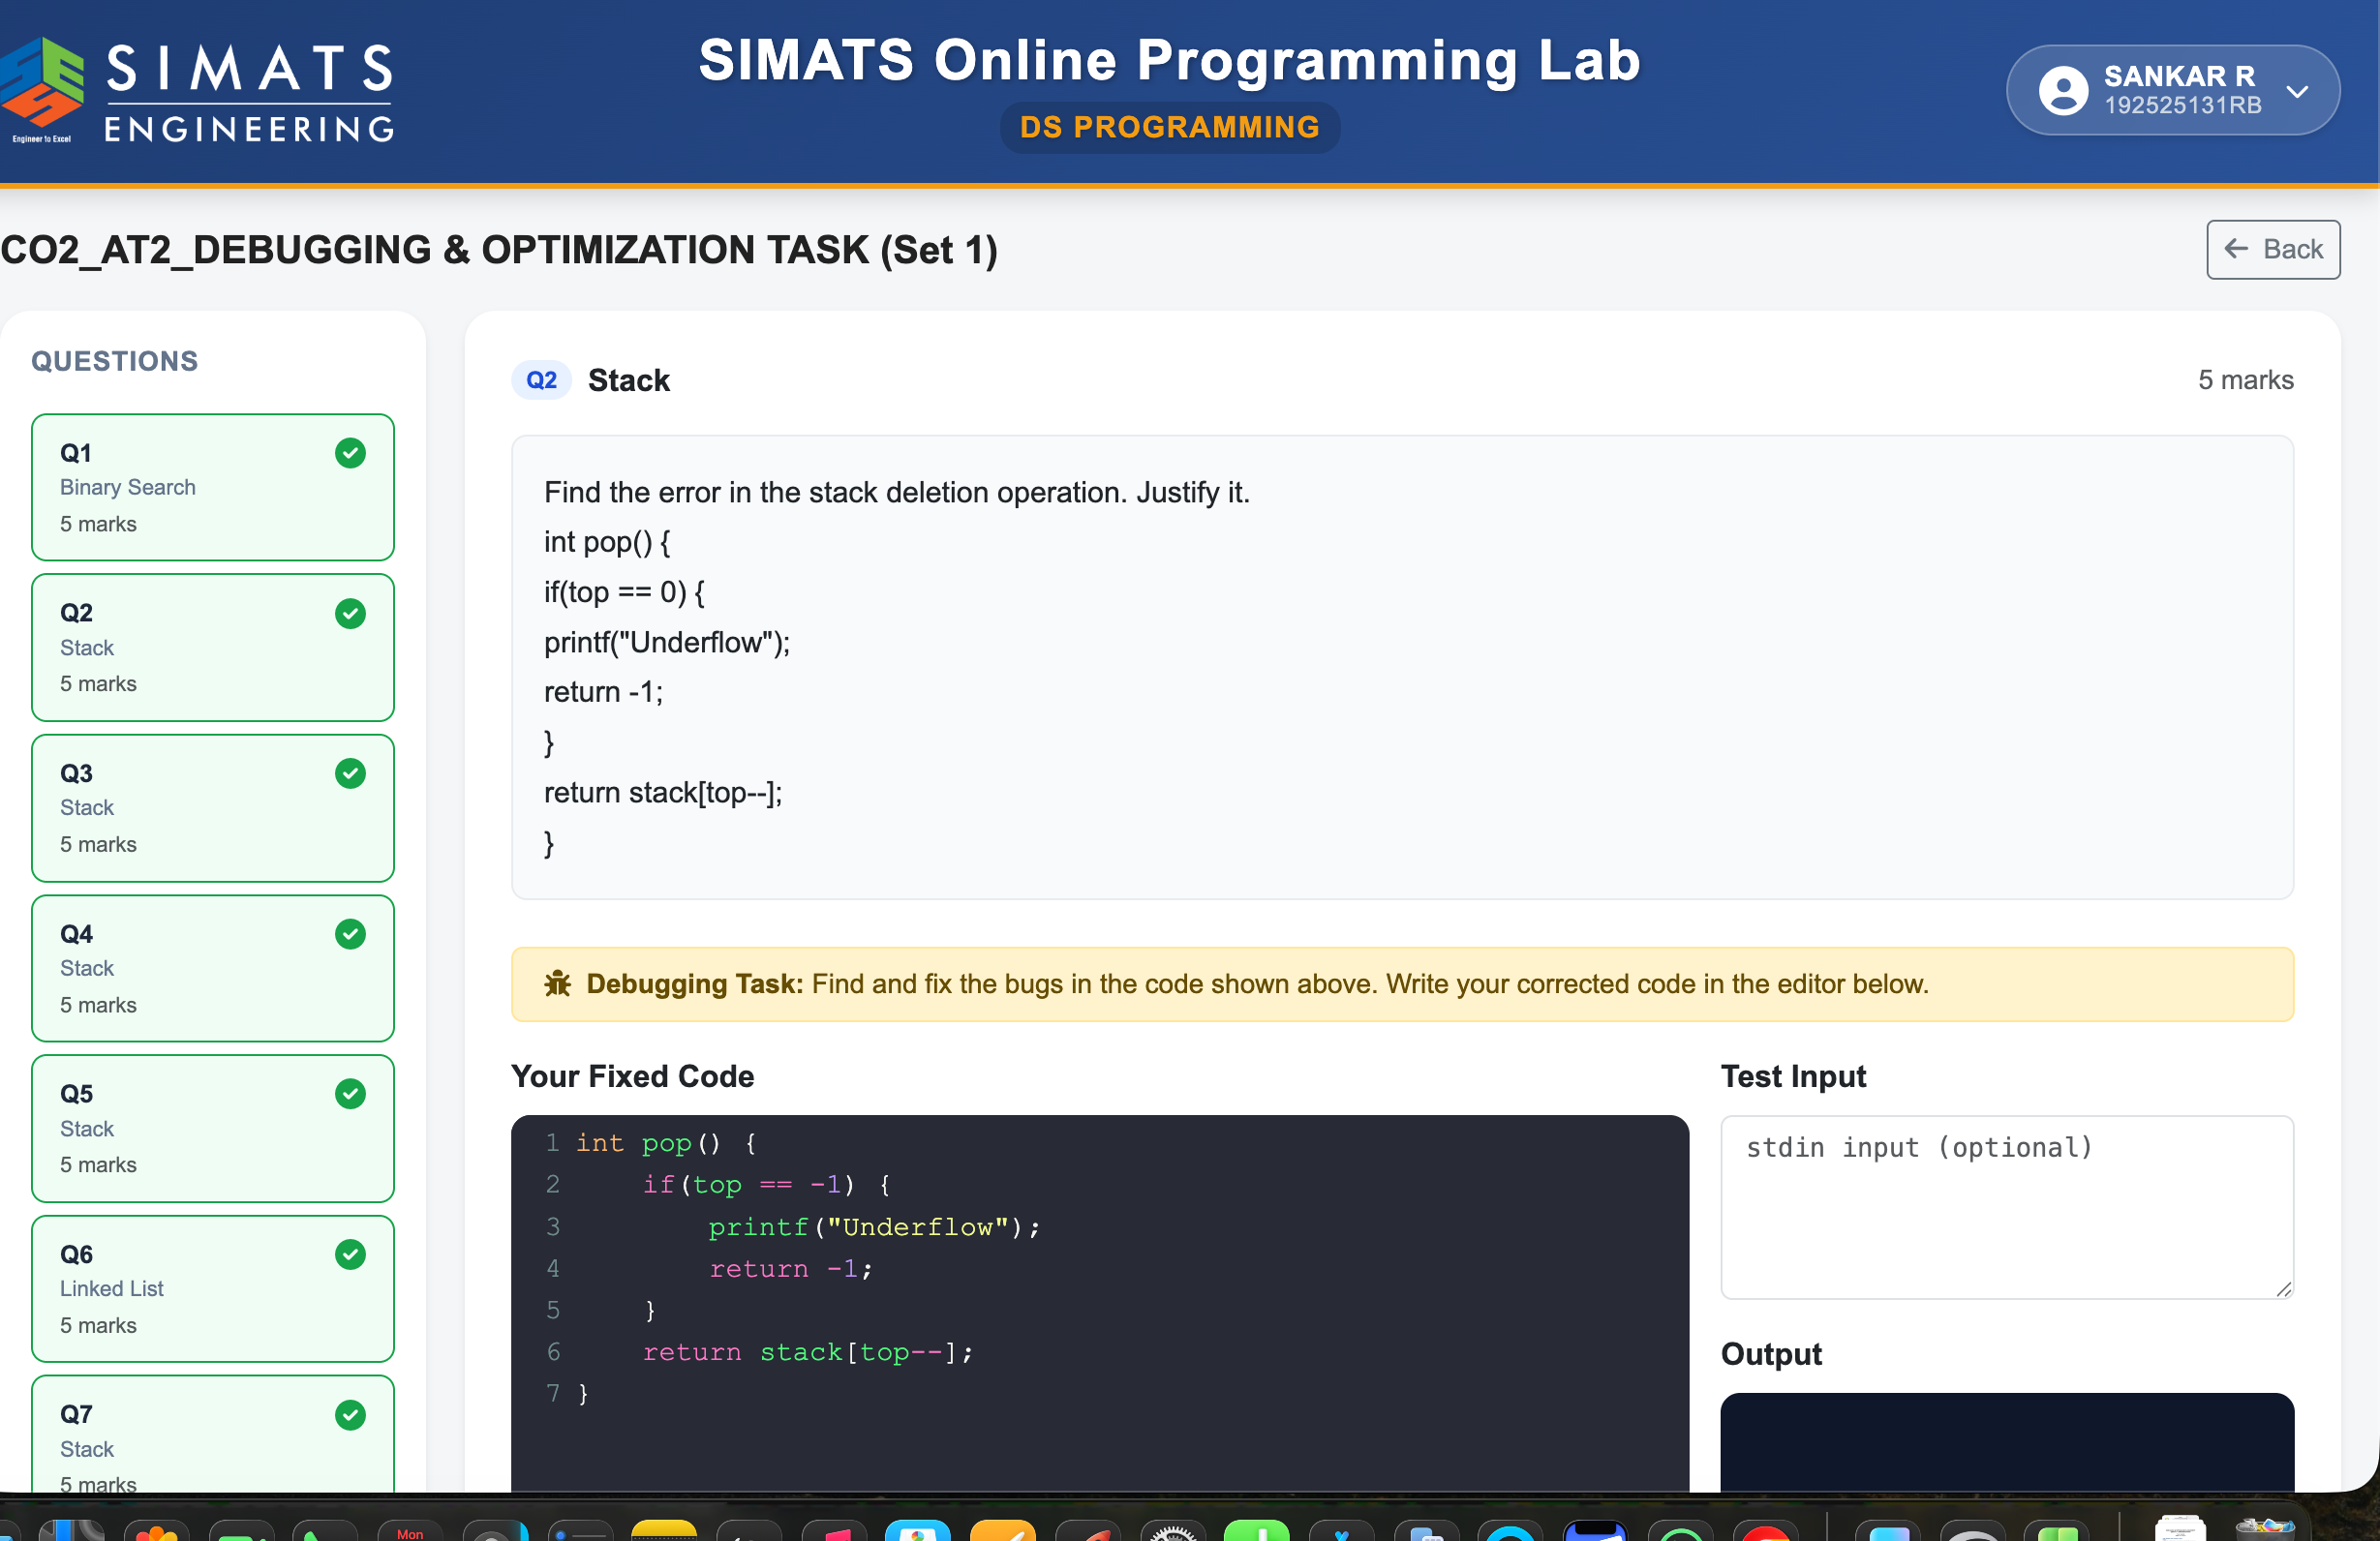 SIMATS
ENGINEERING
Engineer to Excel
SIMATS Online Programming Lab
DS PROGRAMMING
SANKAR R
192525131RB
CO2_AT2_DEBUGGING & OPTIMIZATION TASK (Set 1)
Back
QUESTIONS
Q1
Binary Search
5 marks
Q2
Stack
5 marks
Q3
Stack
5 marks
Q4
Stack
5 marks
Q5
Stack
5 marks
Q6
Linked List
5 marks
Q7
Stack
5 marks
Q2 Stack
5 marks
Find the error in the stack deletion operation. Justify it.
int pop() {
if(top == 0) {
printf("Underflow");
return -1;
}
return stack[top--];
}
Debugging Task: Find and fix the bugs in the code shown above. Write your corrected code in the editor below.
Your Fixed Code
1 int pop() {
2 if(top == -1) {
3 printf("Underflow");
4 return -1;
5 }
6 return stack[top--];
7 }
Test Input
stdin input (optional)
Output
Mon